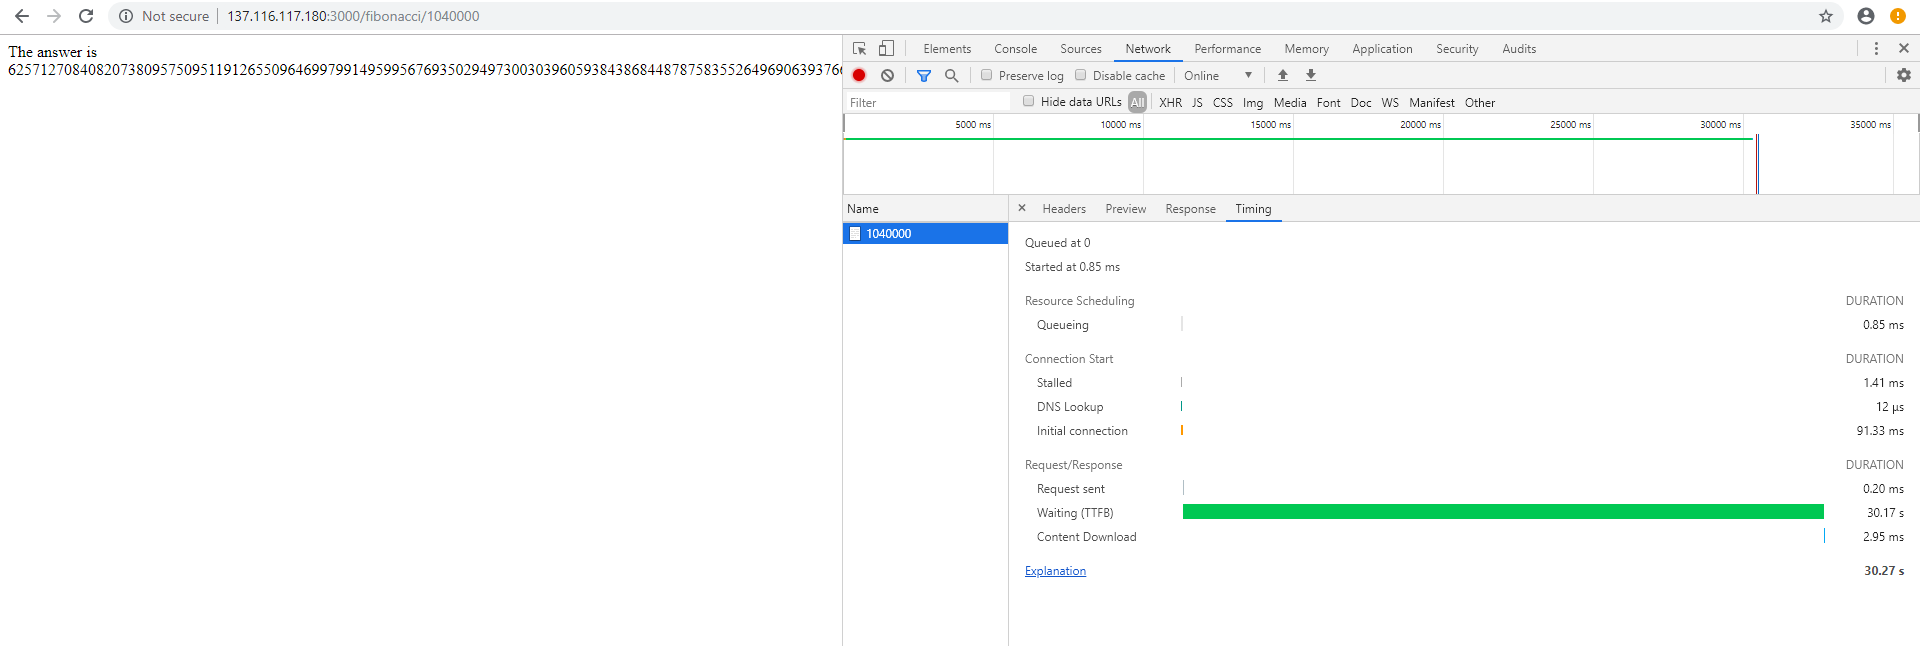 Not secure 137.116.117.180:3000/fibonacci/1040000
The answer is
Elements Console Sources Network Performance Memory Application Security Audits
Preserve log Disable cache Online
Filter Hide data URLs All XHR JS CSS Img Media Font Doc WS Manifest Other
5000 ms 10000 ms 15000 ms 20000 ms 25000 ms 30000 ms 35000 ms
Name Headers Preview Response Timing
1040000
Queued at 0
Started at 0.85 ms
Resource Scheduling DURATION
Queueing 0.85 ms
Connection Start DURATION
Stalled 1.41 ms
DNS Lookup 12 µs
Initial connection 91.33 ms
Request/Response DURATION
Request sent 0.20 ms
Waiting (TTFB) 30.17 s
Content Download 2.95 ms
Explanation 30.27 s